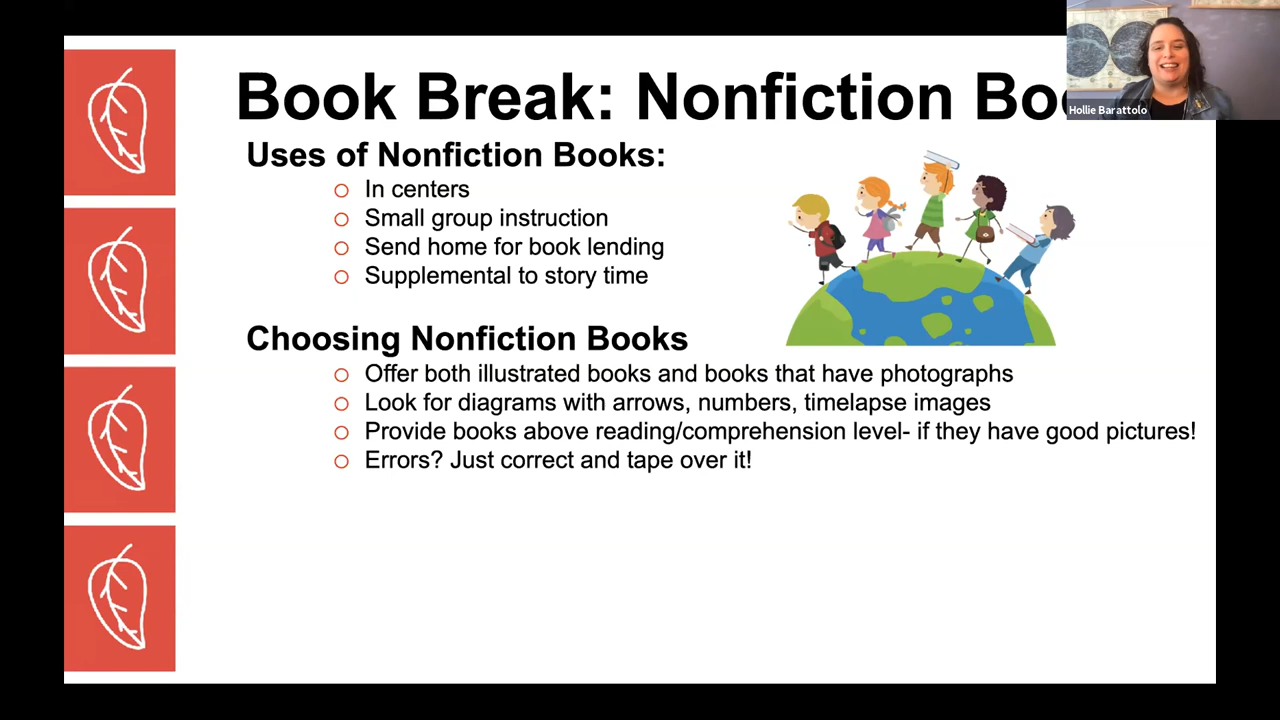 Book Break: Nonfiction
Hollie Barattolo
Uses of Nonfiction Books:
In centers
Small group instruction
Send home for book lending
Supplemental to story time
Choosing Nonfiction Books
Offer both illustrated books and books that have photographs
Look for diagrams with arrows, numbers, timelapse images
Provide books above reading/comprehension level- if they have good pictures!
Errors? Just correct and tape over it!